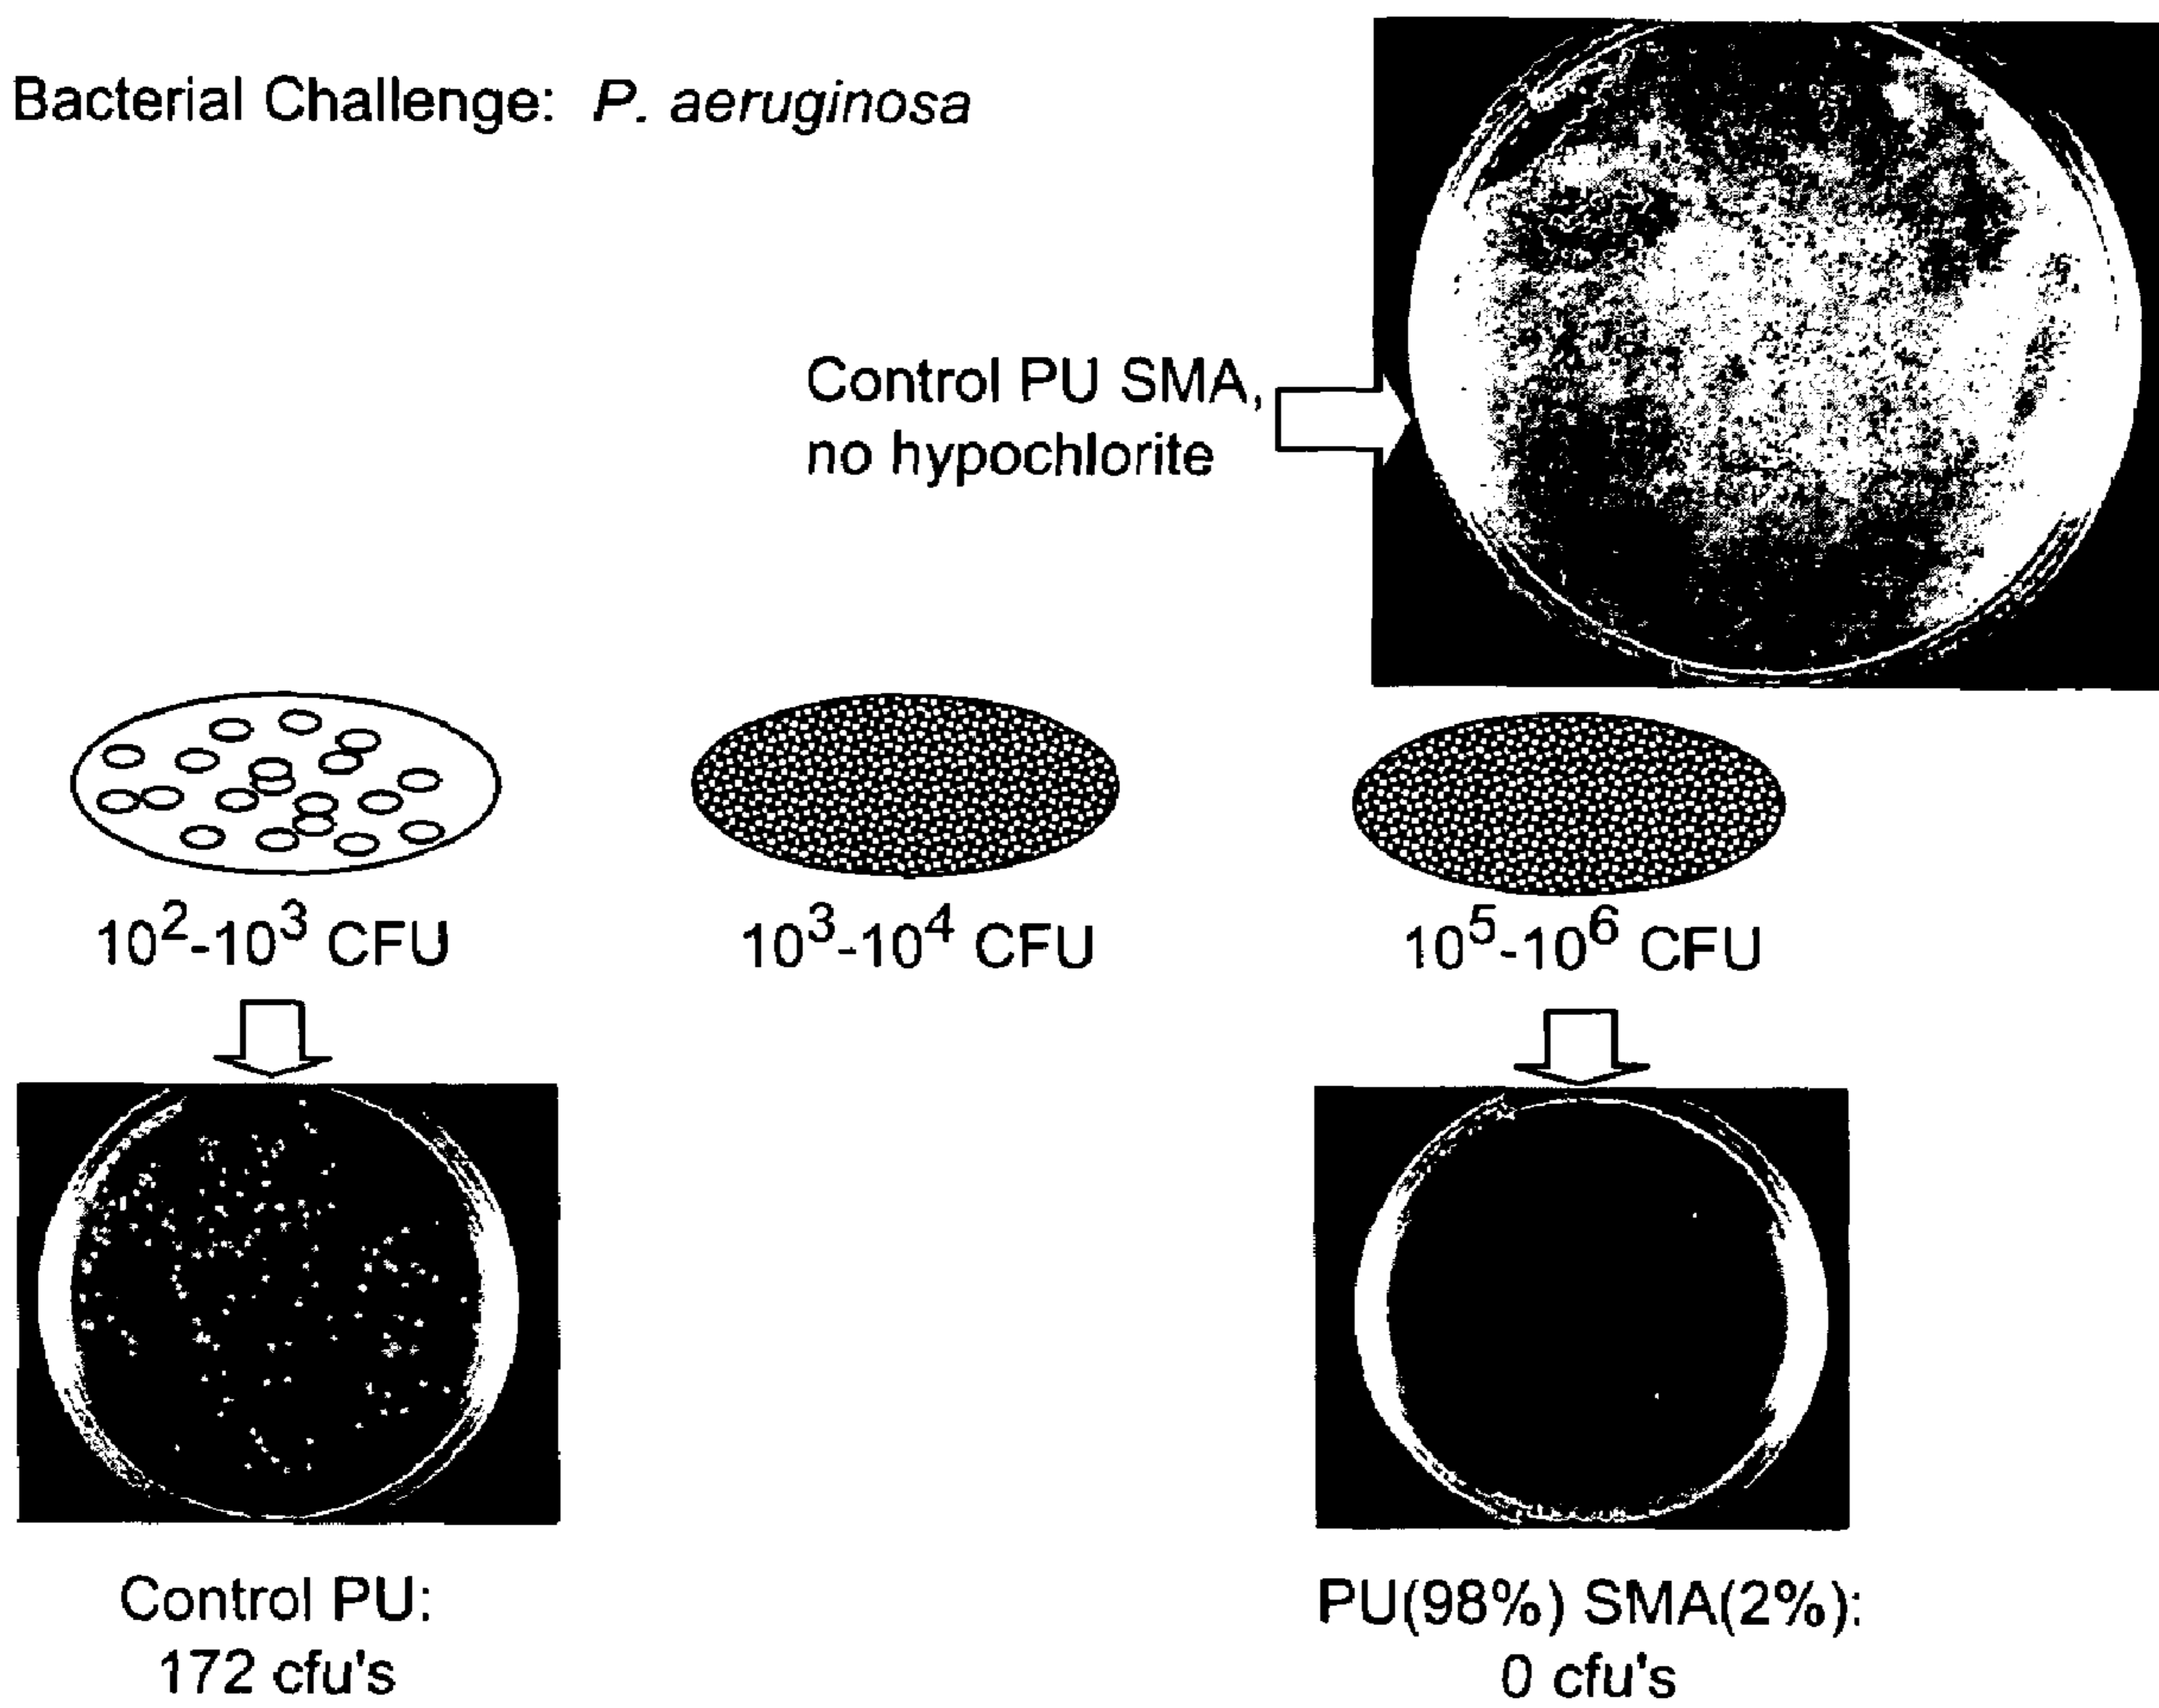 Bacterial Challenge: P. aeruginosa
Control PU SMA,
no hypochlorite
10²-10³ CFU
10³-10⁴ CFU
10⁵-10⁶ CFU
Control PU:
172 cfu's
PU(98%) SMA(2%):
0 cfu's